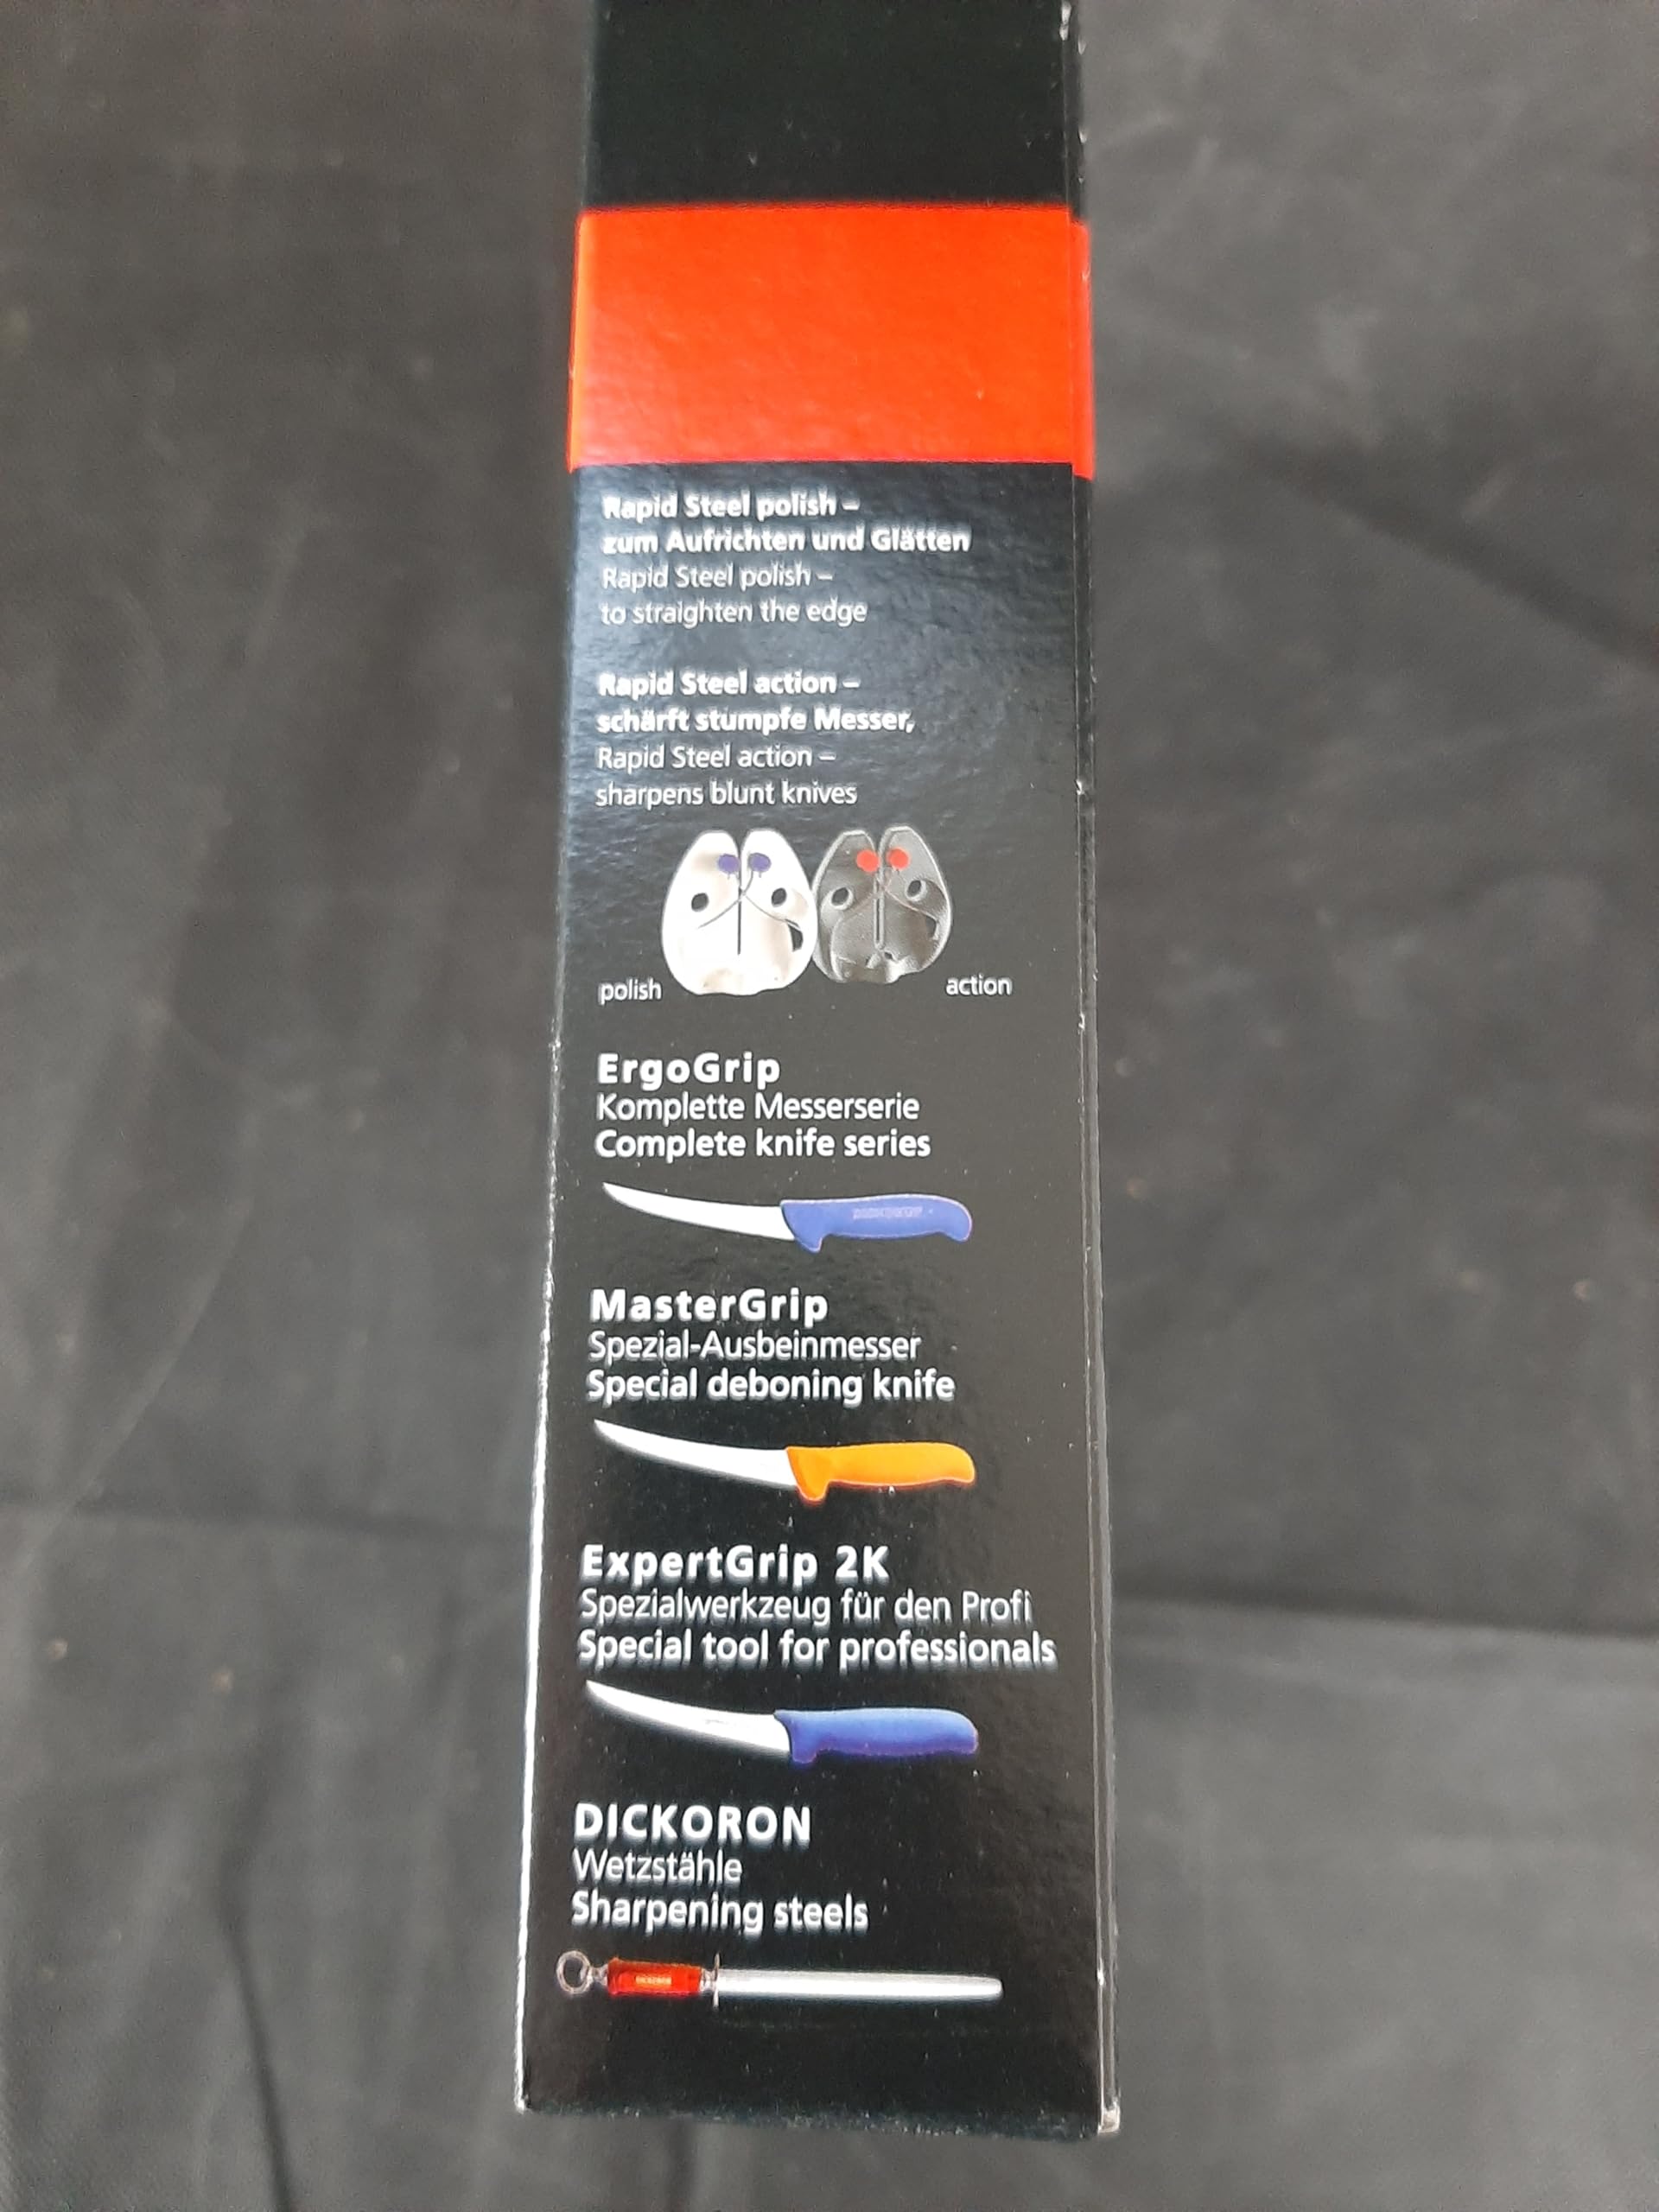 Rapid Steel polish –
zum Aufrichten und Glätten
Rapid Steel polish –
to straighten the edge
Rapid Steel action –
schärft stumpfe Messer,
Rapid Steel action –
sharpens blunt knives
polish
action
ErgoGrip
Komplette Messerserie
Complete knife series
MasterGrip
Spezial-Ausbeinmesser
Special deboning knife
ExpertGrip 2K
Spezialwerkzeug für den Profi
Special tool for professionals
DICKORON
Wetzstähle
Sharpening steels